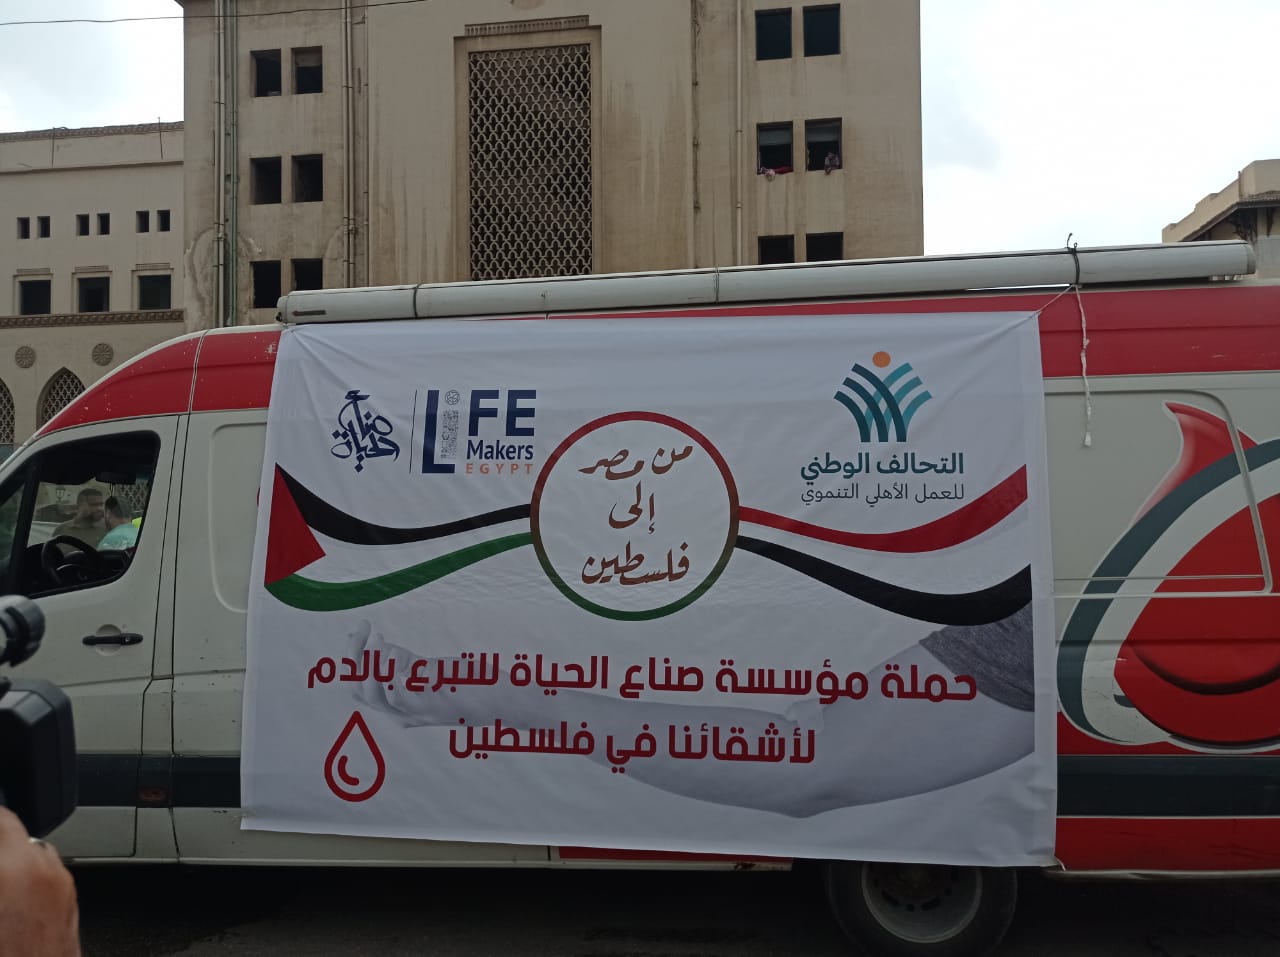 صناع الحياة
LiFE
Makers
EGYPT
التحالف الوطني
للعمل الأهلي التنموي
من مصر
إلى
فلسطين
حملة مؤسسة صناع الحياة للتبرع بالدم
لأشقائنا في فلسطين